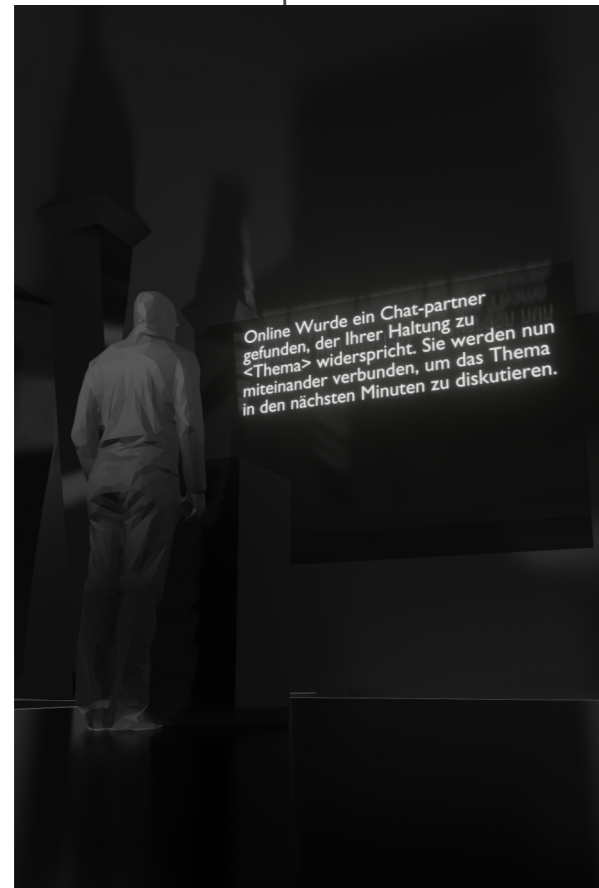 Online Wurde ein Chat-partner
gefunden, der Ihrer Haltung zu
<Thema> widerspricht. Sie werden nun
miteinander verbunden, um das Thema
in den nächsten Minuten zu diskutieren.